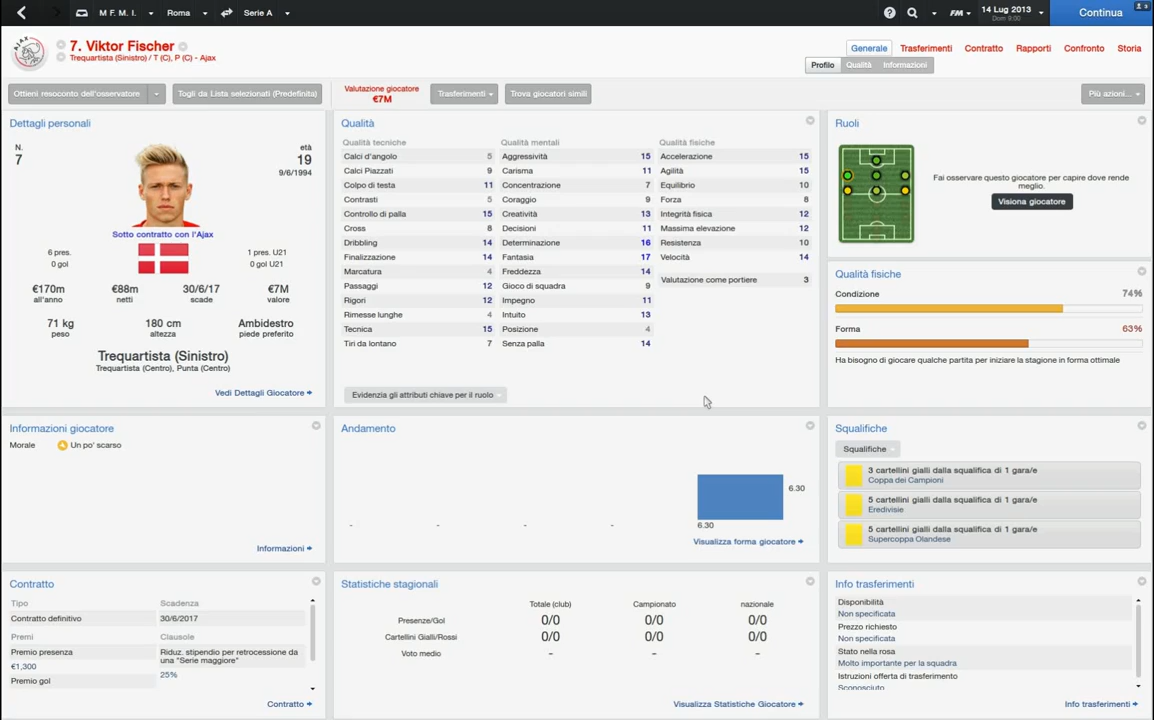 M F. M. I.
Roma
Serie A
?
FM
14 Lug 2013
Dom 9:00
Continua
3
7. Viktor Fischer
Trequartista (Sinistro) / T (C), P (C) - Ajax
AJAX
Generale
Trasferimenti
Contratto
Rapporti
Confronto
Storia
Profilo
Qualità
Informazioni
Ottieni resoconto dell'osservatore
Togli da Lista selezionati (Predefinita)
Valutazione giocatore
€7M
Trasferimenti
Trova giocatori simili
Più azioni...
Dettagli personali
N.
7
età
19
9/6/1994
Sotto contratto con l'Ajax
6 pres.
0 gol
1 pres. U21
0 gol U21
€170m
all'anno
€88m
netti
30/6/17
scade
€7M
valore
71 kg
peso
180 cm
altezza
Ambidestro
piede preferito
Trequartista (Sinistro)
Trequartista (Centro), Punta (Centro)
Vedi Dettagli Giocatore
Qualità
Qualità tecniche
Calci d'angolo 5
Calci Piazzati 9
Colpo di testa 11
Contrasti 5
Controllo di palla 15
Cross 8
Dribbling 14
Finalizzazione 14
Marcatura 4
Passaggi 12
Rigori 12
Rimesse lunghe 4
Tecnica 15
Tiri da lontano 7
Qualità mentali
Aggressività 15
Carisma 11
Concentrazione 7
Coraggio 9
Creatività 13
Decisioni 11
Determinazione 16
Fantasia 17
Freddezza 14
Gioco di squadra 9
Impegno 11
Intuito 13
Posizione 4
Senza palla 14
Qualità fisiche
Accelerazione 15
Agilità 15
Equilibrio 10
Forza 8
Integrità fisica 12
Massima elevazione 12
Resistenza 10
Velocità 14
Valutazione come portiere 3
Evidenzia gli attributi chiave per il ruolo
Ruoli
Fai osservare questo giocatore per capire dove rende
meglio.
Visiona giocatore
Qualità fisiche
Condizione 74%
Forma 63%
Ha bisogno di giocare qualche partita per iniziare la stagione in forma ottimale
Informazioni giocatore
Morale Un po' scarso
Informazioni
Andamento
- - - -
6.30
6.30
Visualizza forma giocatore
Squalifiche
Squalifiche
3 cartellini gialli dalla squalifica di 1 gara/e
Coppa dei Campioni
5 cartellini gialli dalla squalifica di 1 gara/e
Eredivisie
5 cartellini gialli dalla squalifica di 1 gara/e
Supercoppa Olandese
Contratto
Tipo
Contratto definitivo
Premi
Premio presenza
€1,300
Premio gol
Scadenza
30/6/2017
Clausole
Riduz. stipendio per retrocessione da
una "Serie maggiore"
25%
Contratto
Statistiche stagionali
Totale (club) Campionato nazionale
Presenze/Gol 0/0 0/0 0/0
Cartellini Gialli/Rossi 0/0 0/0 0/0
Voto medio - - -
Visualizza Statistiche Giocatore
Info trasferimenti
Disponibilità
Non specificata
Prezzo richiesto
Non specificata
Stato nella rosa
Molto importante per la squadra
Istruzioni offerta di trasferimento
Sconosciuto
Info trasferimenti